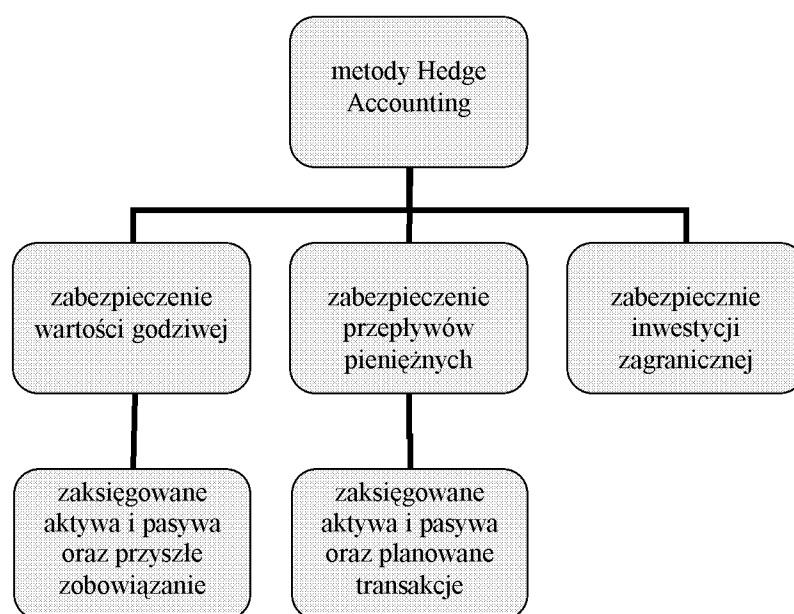 metody Hedge
Accounting
zabezpieczenie
wartości godziwej
zabezpieczenie
przepływów
pieniężnych
zabezpiecznie
inwestycji
zagranicznej
zaksięgowane
aktywa i pasywa
oraz przyszłe
zobowiązanie
zaksięgowane
aktywa i pasywa
oraz planowane
transakcje